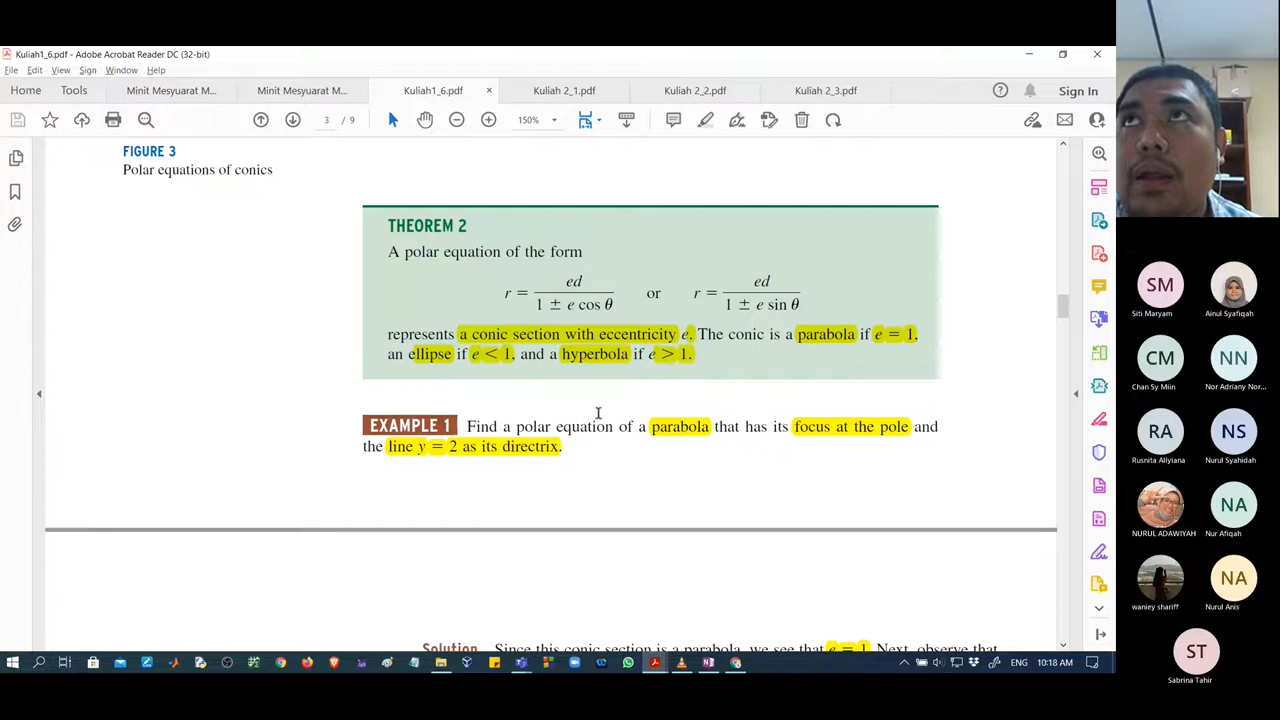 Kuliah1_6.pdf - Adobe Acrobat Reader DC (32-bit)
File Edit View Sign Window Help
Home Tools Minit Mesyuarat M... Minit Mesyuarat M... Kuliah1_6.pdf × Kuliah 2_1.pdf Kuliah 2_2.pdf Kuliah 2_3.pdf Sign In
3 / 9 150%
FIGURE 3
Polar equations of conics
THEOREM 2
A polar equation of the form
r = ed / (1 ± e cos θ) or r = ed / (1 ± e sin θ)
represents a conic section with eccentricity e. The conic is a parabola if e = 1,
an ellipse if e < 1, and a hyperbola if e > 1.
EXAMPLE 1 Find a polar equation of a parabola that has its focus at the pole and
the line y = 2 as its directrix.
Solution Since this conic section is a parabola, we see that e = 1. Next, observe that
ENG 10:18 AM
SM
Siti Maryam
Ainul Syafiqah
CM
Chan Sy Miin
NN
Nor Adriany Nor...
RA
Rusnita Allyiana
NS
Nurul Syahidah
NURUL ADAWIYAH
NA
Nur Afiqah
waniey shariff
NA
Nurul Anis
ST
Sabrina Tahir